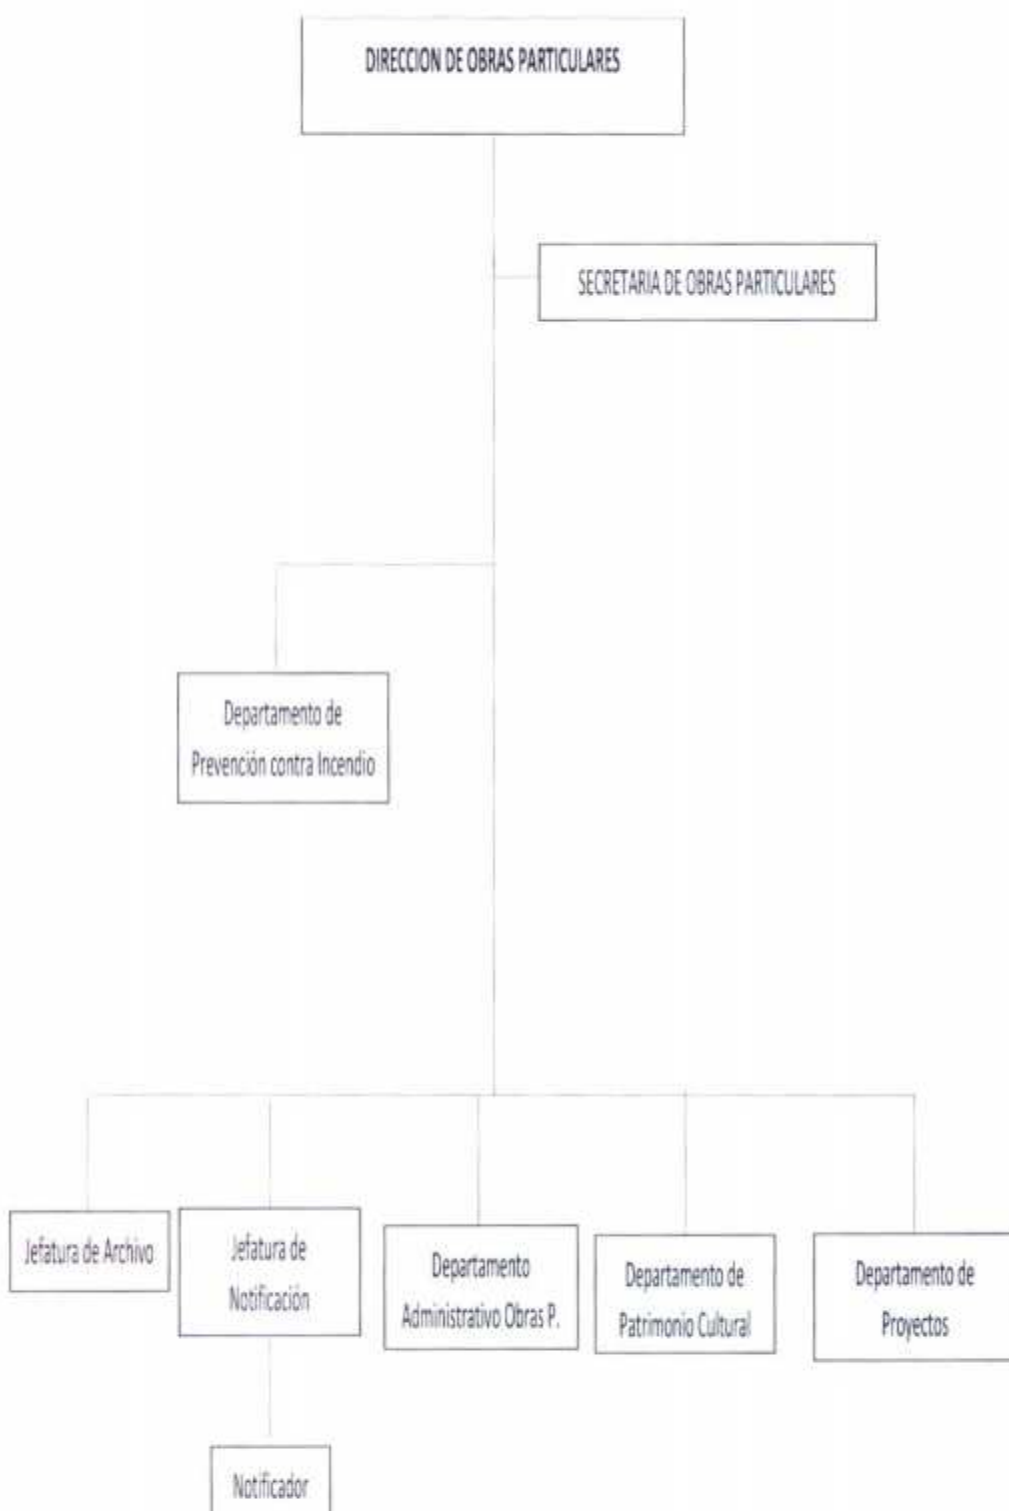 DIRECCION DE OBRAS PARTICULARES
SECRETARIA DE OBRAS PARTICULARES
Departamento de
Prevención contra Incendio
Jefatura de Archivo
Jefatura de
Notificación
Departamento
Administrativo Obras P.
Departamento de
Patrimonio Cultural
Departamento de
Proyectos
Notificador